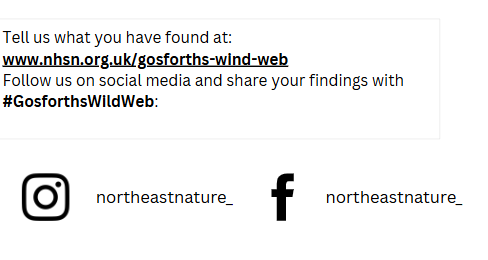 Tell us what you have found at:
www.nhsn.org.uk/gosforths-wind-web
Follow us on social media and share your findings with
#GosforthsWIldWeb:
northeastnature_ northeastnature_